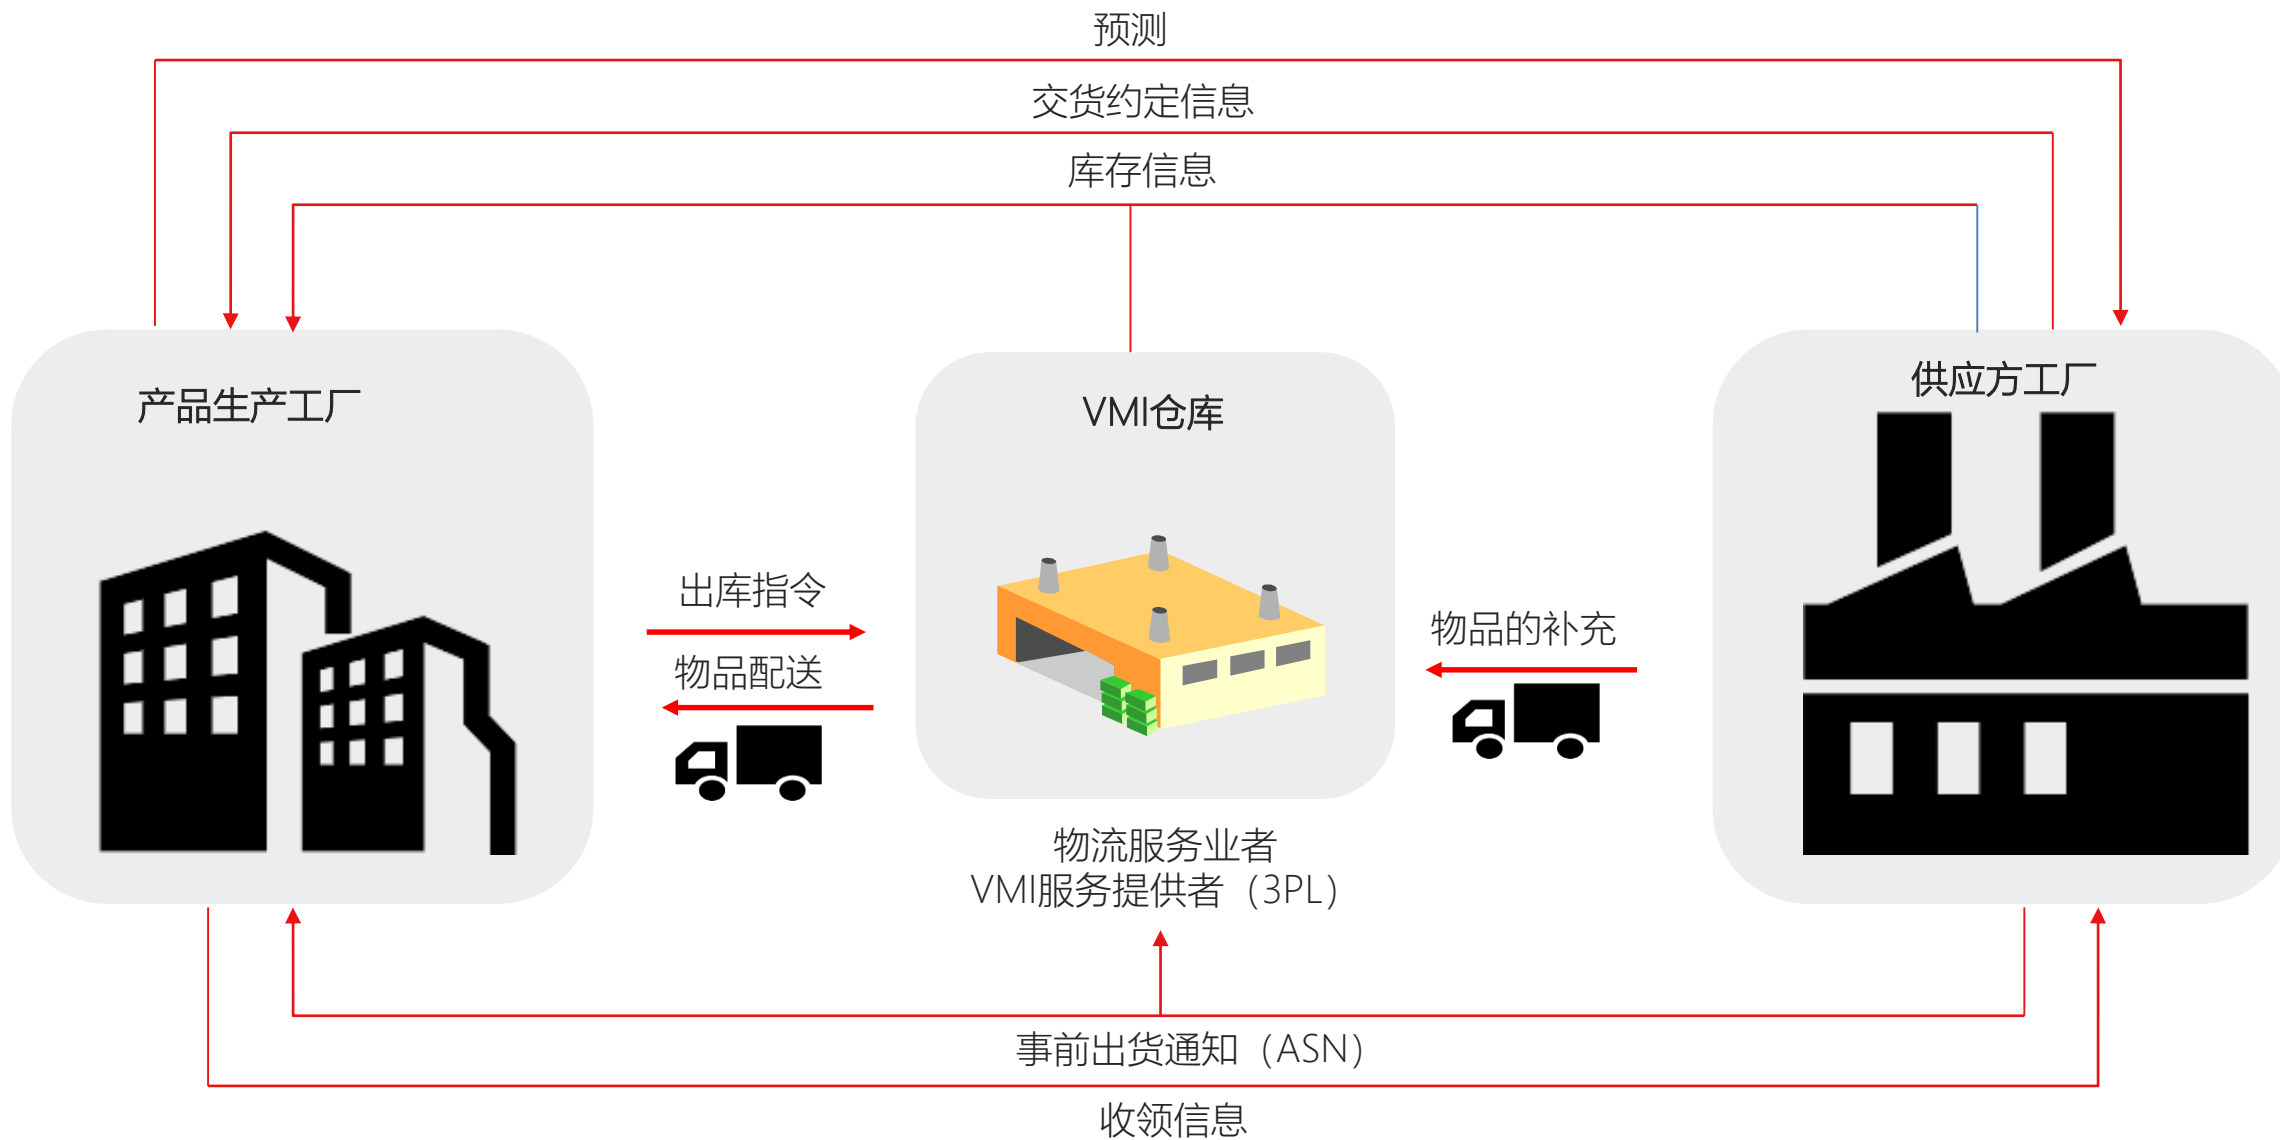 预测
交货约定信息
库存信息
产品生产工厂
VMI仓库
供应方工厂
出库指令
物品配送
物品的补充
物流服务业者
VMI服务提供者（3PL）
事前出货通知（ASN）
收领信息